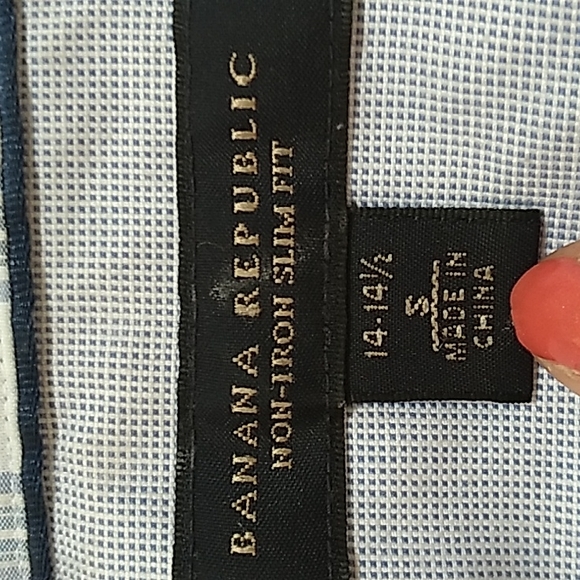 BANANA REPUBLIC
NON-IRON SLIM FIT
14-14½
S
MADE IN
CHINA